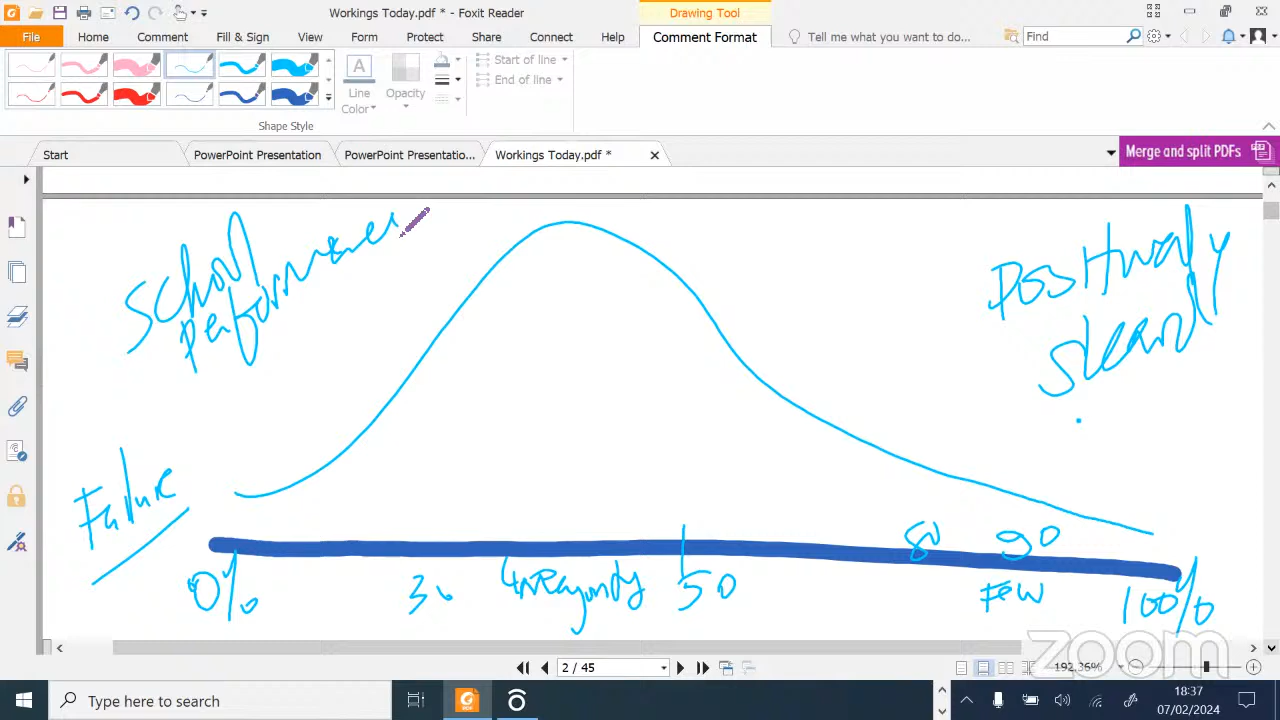 Workings Today.pdf * - Foxit Reader
Drawing Tool
File
Home
Comment
Fill & Sign
View
Form
Protect
Share
Connect
Help
Comment Format
Tell me what you want to do...
Find
Line Color
Opacity
Start of line
End of line
Shape Style
Start
PowerPoint Presentation
PowerPoint Presentatio...
Workings Today.pdf *
Merge and split PDFs
School
performance
Positively
Failure
80
90
0%
30
50
Few
100%
2 / 45
192.36%
zoom
Type here to search
18:37
07/02/2024